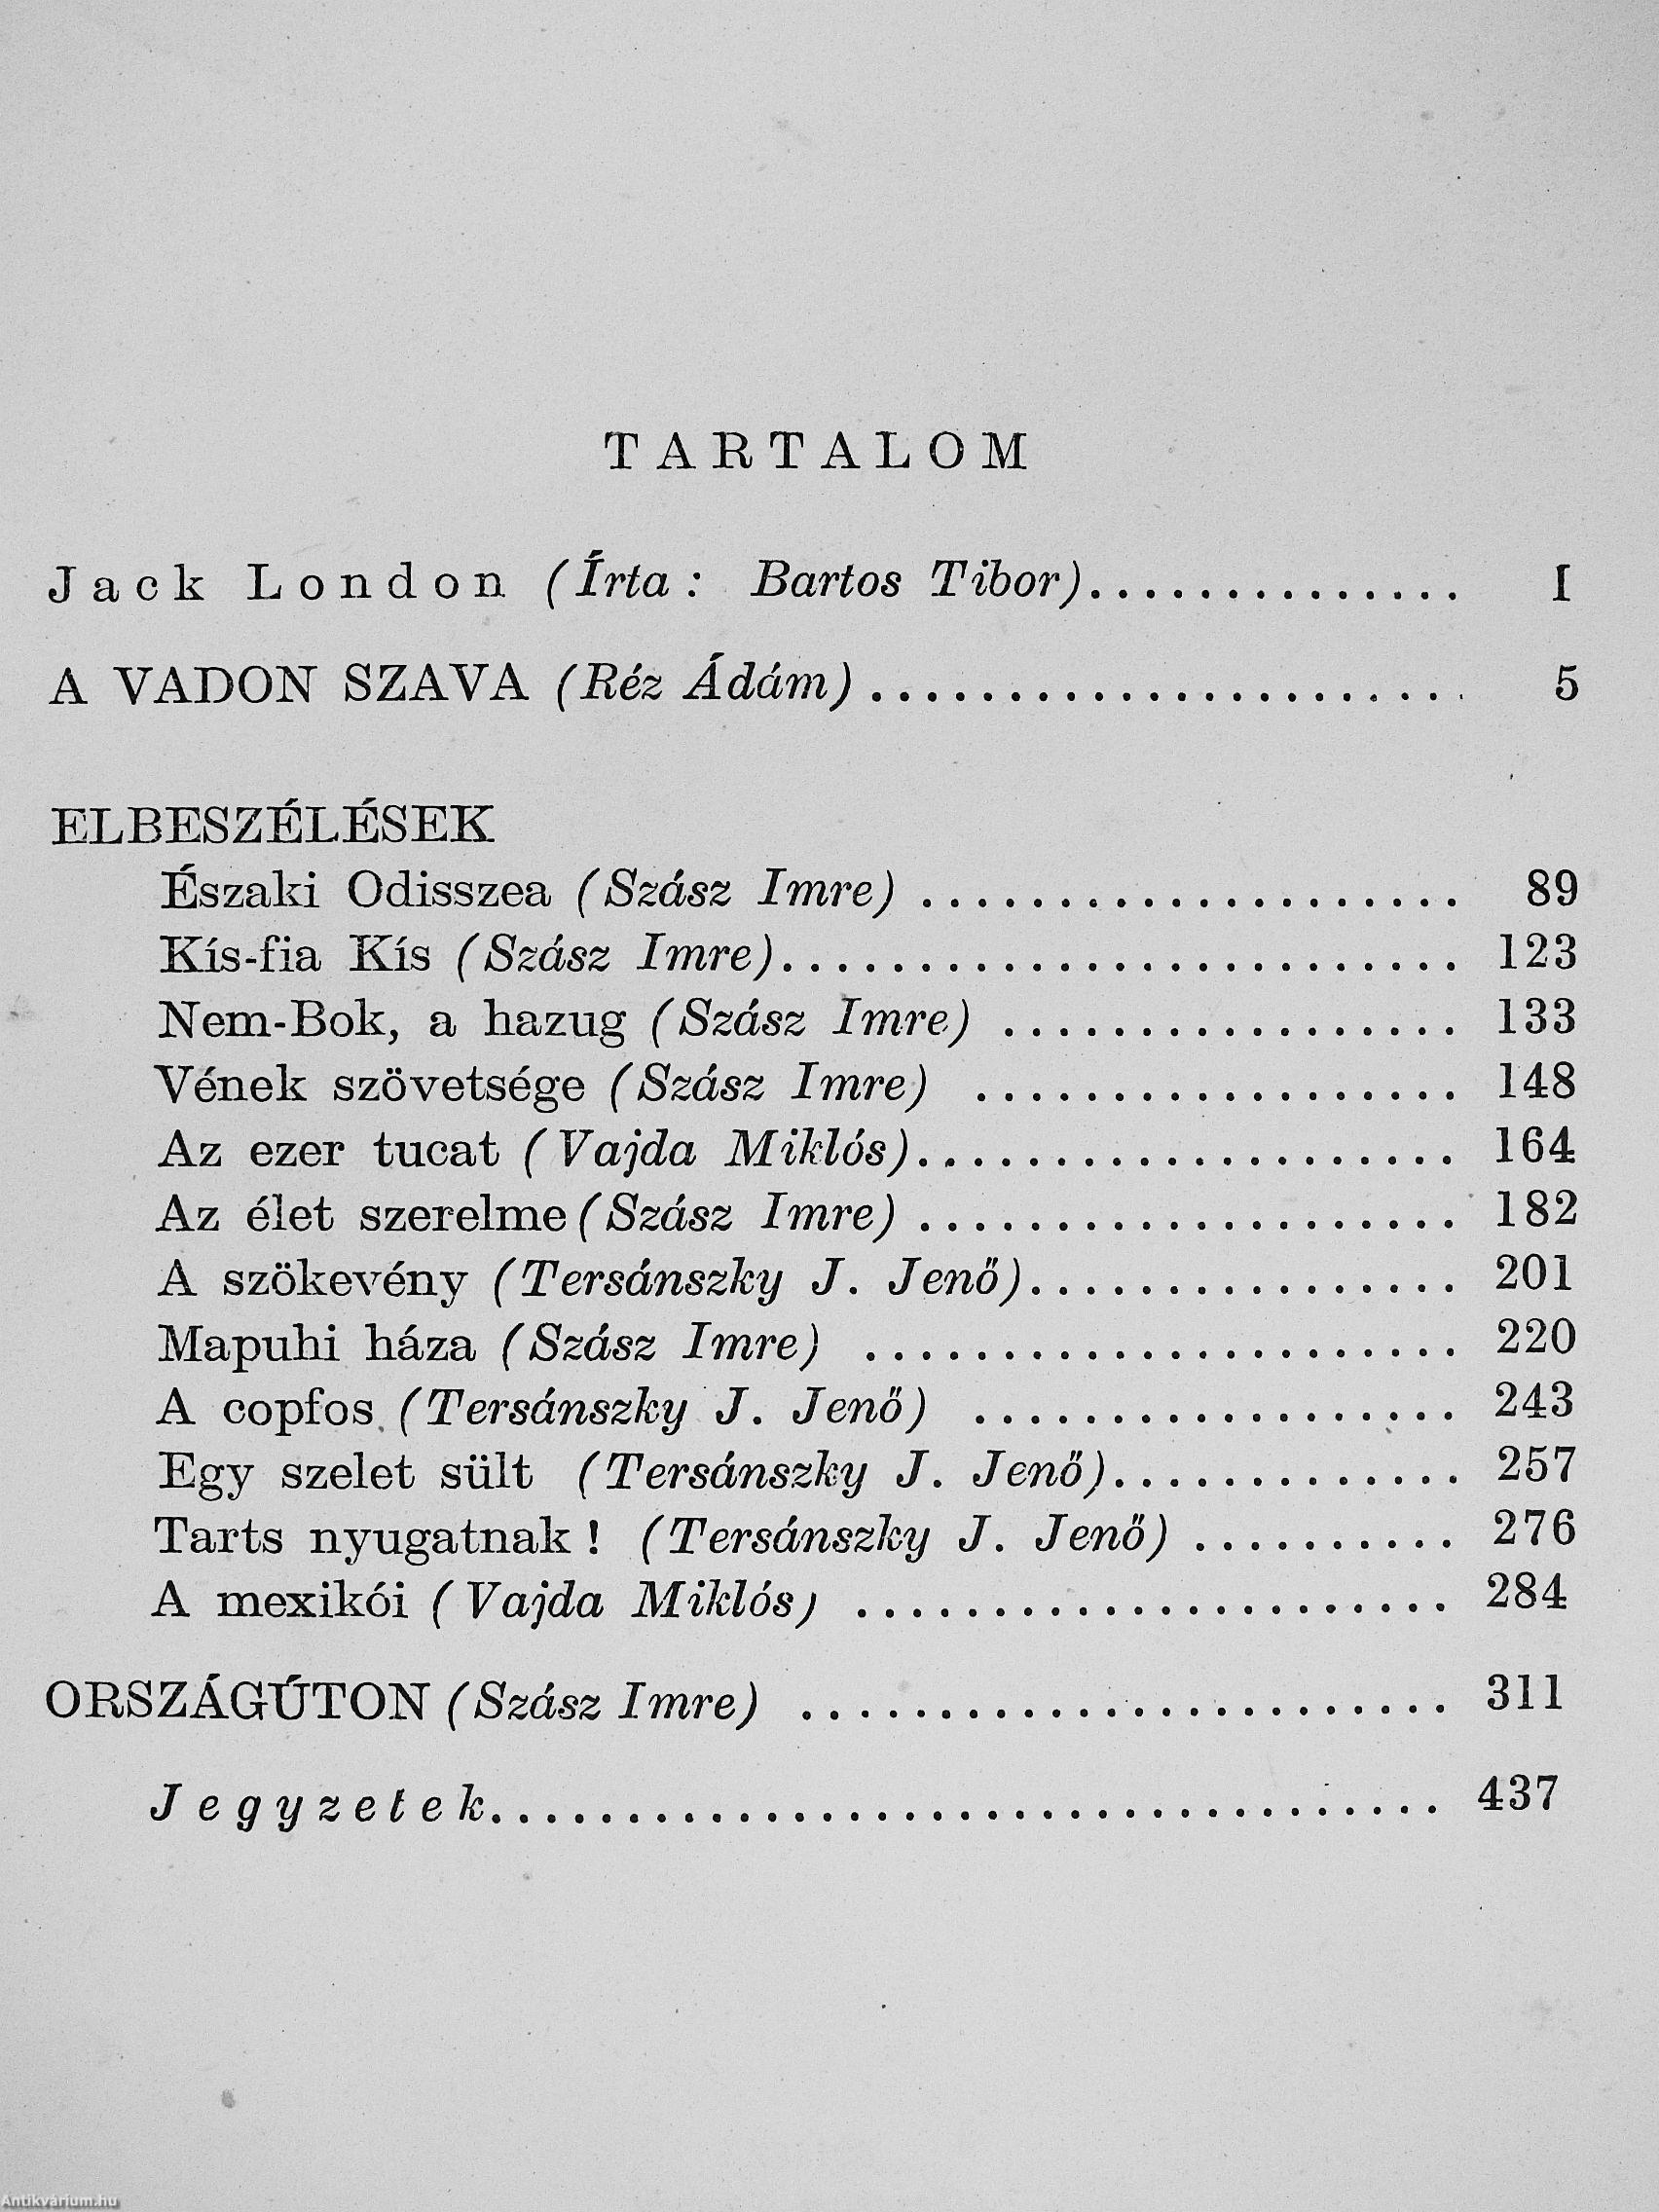 TARTALOM
Jack London (Írta: Bartos Tibor).............. I
A VADON SZAVA (Réz Ádám)...................... 5
ELBESZÉLÉSEK
Északi Odisszea (Szász Imre) .................... 89
Kís-fia Kís (Szász Imre)......................... 123
Nem-Bok, a hazug (Szász Imre) ................. 133
Vének szövetsége (Szász Imre) .................. 148
Az ezer tucat (Vajda Miklós).................... 164
Az élet szerelme (Szász Imre) .................... 182
A szökevény (Tersánszky J. Jenő)................ 201
Mapuhi háza (Szász Imre) ...................... 220
A copfos (Tersánszky J. Jenő) .................. 243
Egy szelet sült (Tersánszky J. Jenő)............. 257
Tarts nyugatnak! (Tersánszky J. Jenő) .......... 276
A mexikói (Vajda Miklós) ...................... 284
ORSZÁGÚTON (Szász Imre) ........................ 311
Jegyzetek................................... 437
Antikvárium.hu